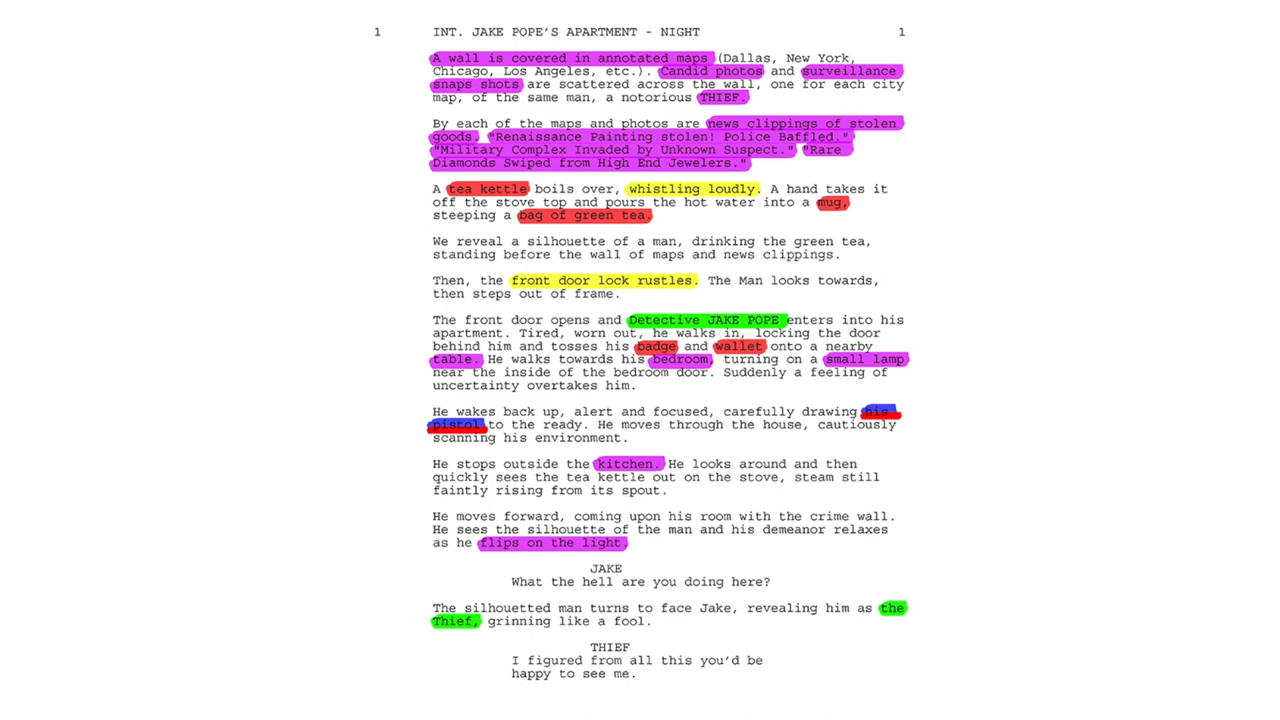 1 INT. JAKE POPE'S APARTMENT - NIGHT 1
A wall is covered in annotated maps (Dallas, New York,
Chicago, Los Angeles, etc.). Candid photos and surveillance
snaps shots are scattered across the wall, one for each city
map, of the same man, a notorious THIEF.
By each of the maps and photos are news clippings of stolen
goods. "Renaissance Painting stolen! Police Baffled."
"Military Complex Invaded by Unknown Suspect." "Rare
Diamonds Swiped from High End Jewelers."
A tea kettle boils over, whistling loudly. A hand takes it
off the stove top and pours the hot water into a mug,
steeping a bag of green tea.
We reveal a silhouette of a man, drinking the green tea,
standing before the wall of maps and news clippings.
Then, the front door lock rustles. The Man looks towards,
then steps out of frame.
The front door opens and Detective JAKE POPE enters into his
apartment. Tired, worn out, he walks in, locking the door
behind him and tosses his badge and wallet onto a nearby
table. He walks towards his bedroom, turning on a small lamp
near the inside of the bedroom door. Suddenly a feeling of
uncertainty overtakes him.
He wakes back up, alert and focused, carefully drawing his
pistol to the ready. He moves through the house, cautiously
scanning his environment.
He stops outside the kitchen. He looks around and then
quickly sees the tea kettle out on the stove, steam still
faintly rising from its spout.
He moves forward, coming upon his room with the crime wall.
He sees the silhouette of the man and his demeanor relaxes
as he flips on the light.
JAKE
What the hell are you doing here?
The silhouetted man turns to face Jake, revealing him as the
Thief, grinning like a fool.
THIEF
I figured from all this you'd be
happy to see me.